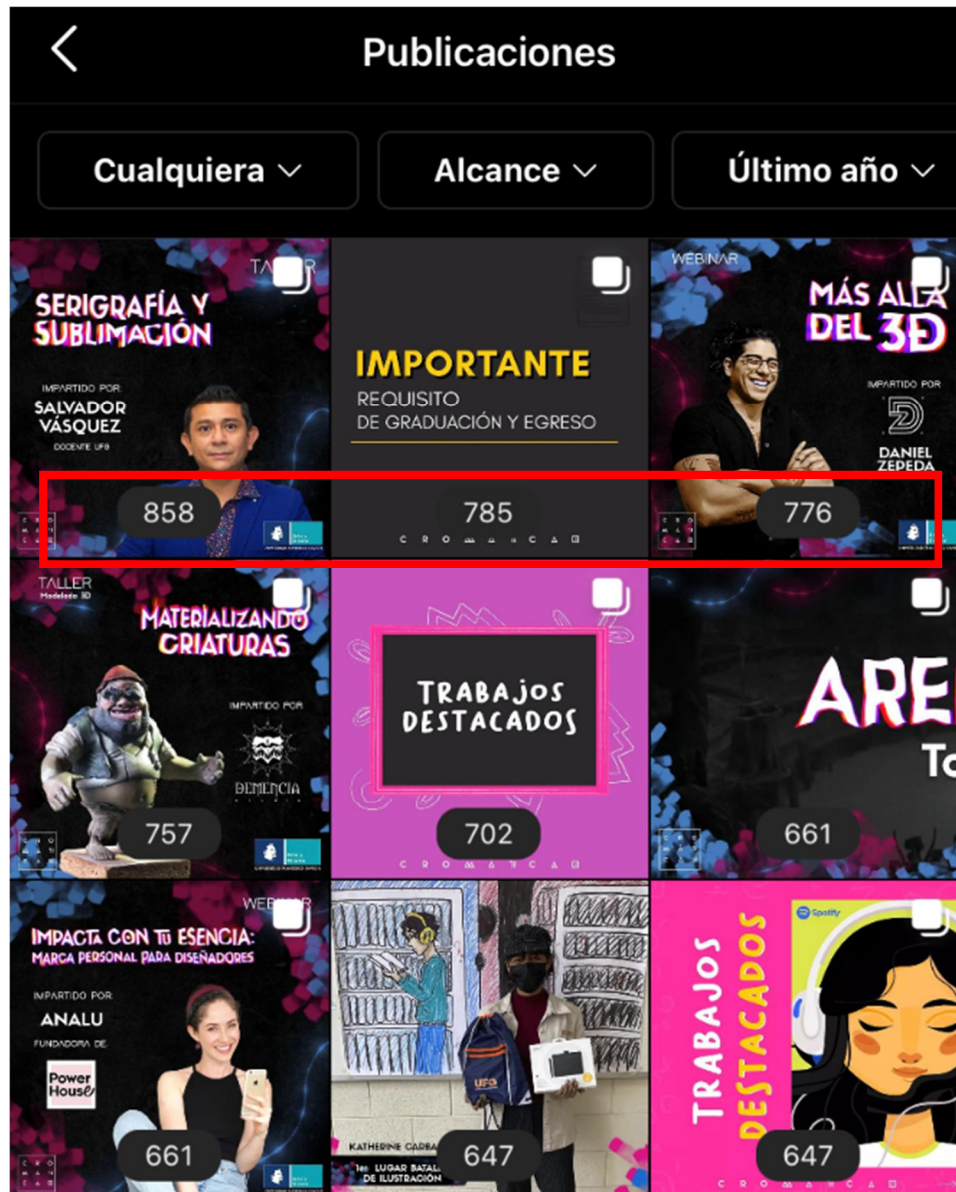 Publicaciones
Cualquiera
Alcance
Último año
TALLER
SERIGRAFÍA Y
SUBLIMACIÓN
IMPARTIDO POR:
SALVADOR
VÁSQUEZ
DOCENTE UFG
858
IMPORTANTE
REQUISITO
DE GRADUACIÓN Y EGRESO
785
WEBINAR
MÁS ALLÁ
DEL 3D
IMPARTIDO POR
DANIEL
ZEPEDA
776
TALLER
Modelado 3D
MATERIALIZANDO
CRIATURAS
IMPARTIDO POR
DEMENCIA
757
TRABAJOS
DESTACADOS
702
CROMANCAB
ARE
To
661
WEBINAR
IMPACTA CON TU ESENCIA:
MARCA PERSONAL PARA DISEÑADORES
IMPARTIDO POR
ANALU
FUNDADORA DE:
Power
House
661
UFG
KATHERINE CARBA
1er LUGAR BATAL
DE ILUSTRACIÓN
647
Spotify
TRABAJOS
DESTACADOS
647